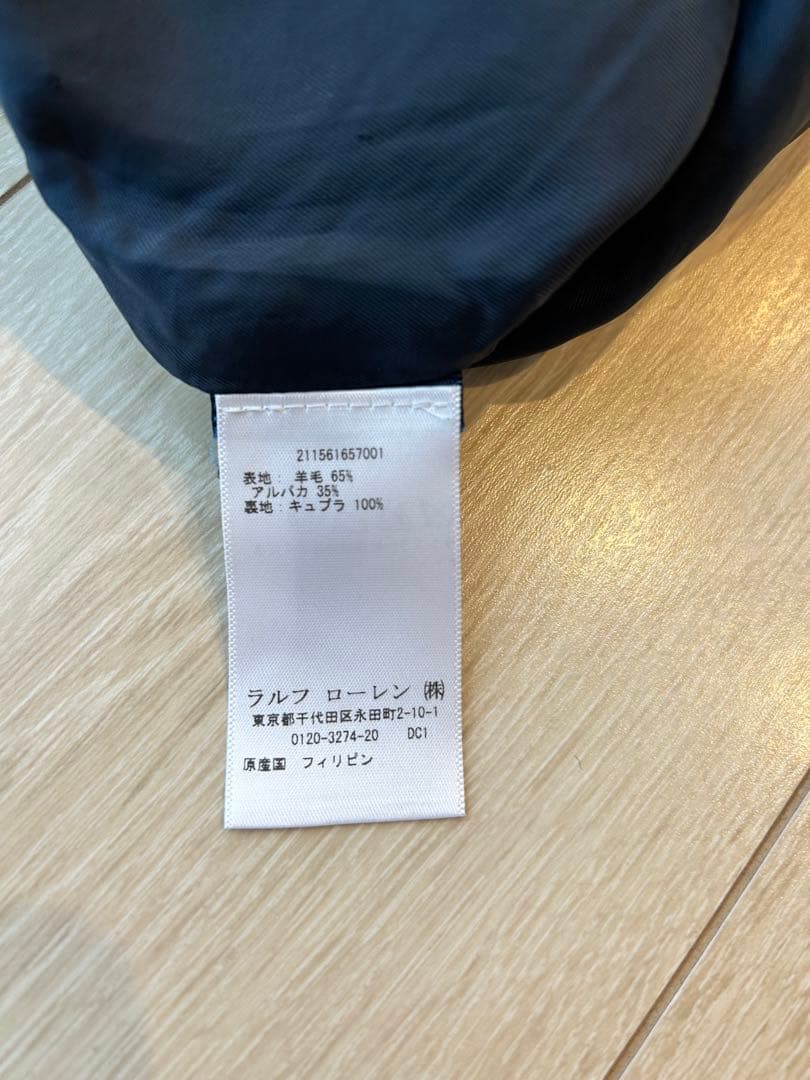 211561657001
表地: 羊毛 65%
アルパカ 35%
裏地:キュプラ 100%
ラルフ ローレン ㈱
東京都千代田区永田町2-10-1
0120-3274-20 DC1
原産国 フィリピン